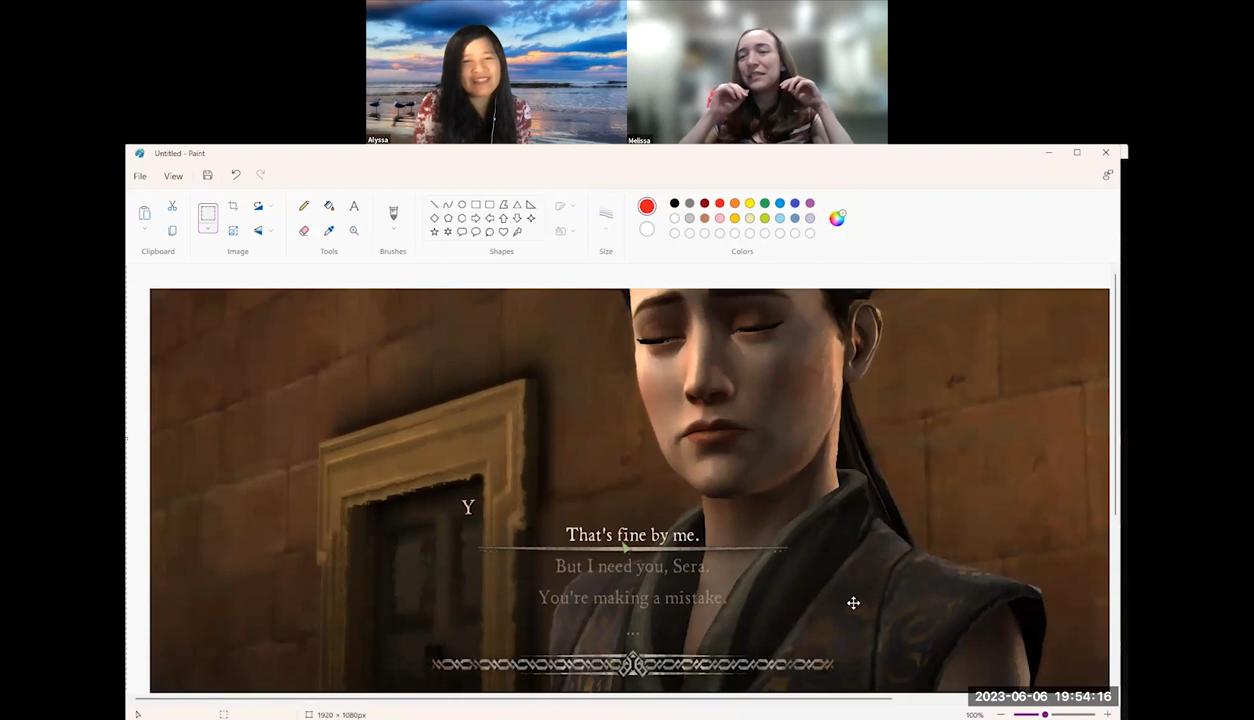 Alyssa
Melissa
Untitled - Paint
File View
Clipboard
Image
Tools
Brushes
Shapes
Size
Colors
Y
That's fine by me.
But I need you, Sera.
You're making a mistake.
...
2023-06-06 19:54:16
1920 × 1080px
100%